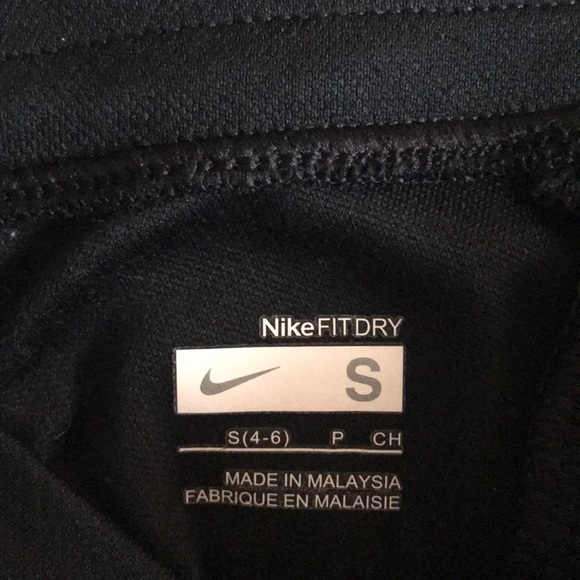 NikeFITDRY
S
S(4-6) P CH
MADE IN MALAYSIA
FABRIQUE EN MALAISIE